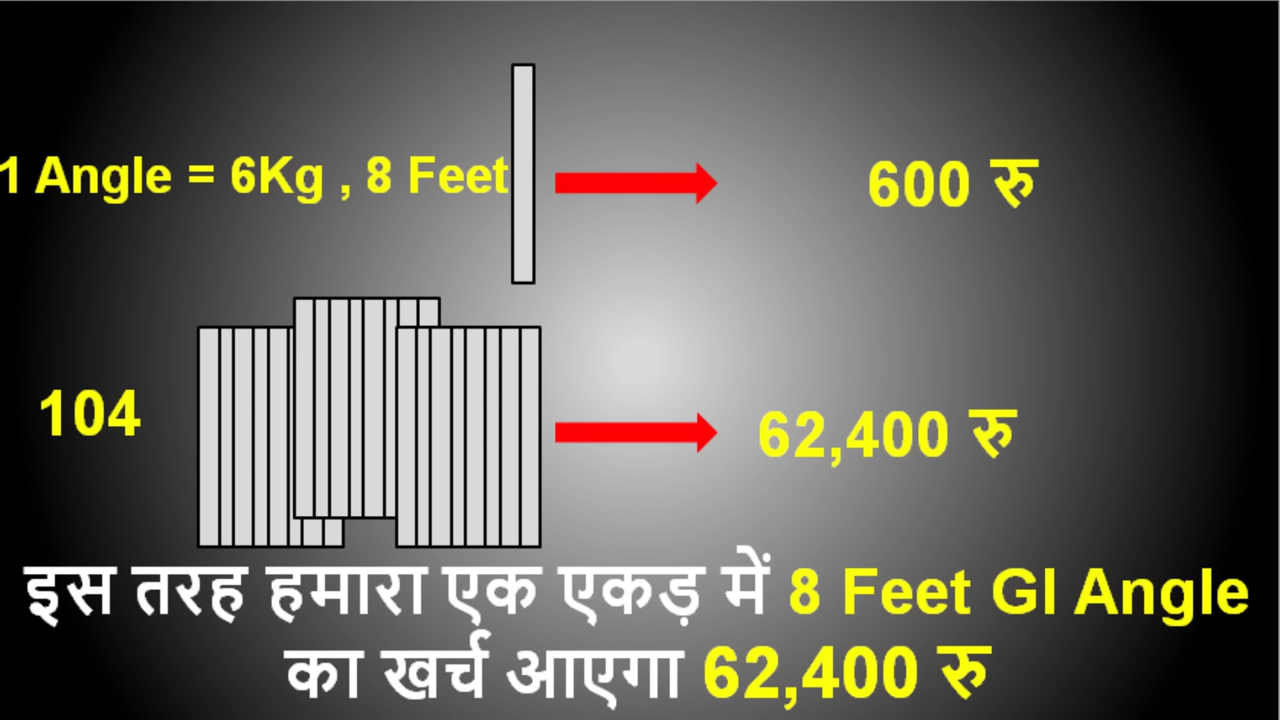 1 Angle = 6Kg , 8 Feet
600 रु
104
62,400 रु
इस तरह हमारा एक एकड़ में 8 Feet GI Angle
का खर्च आएगा 62,400 रु